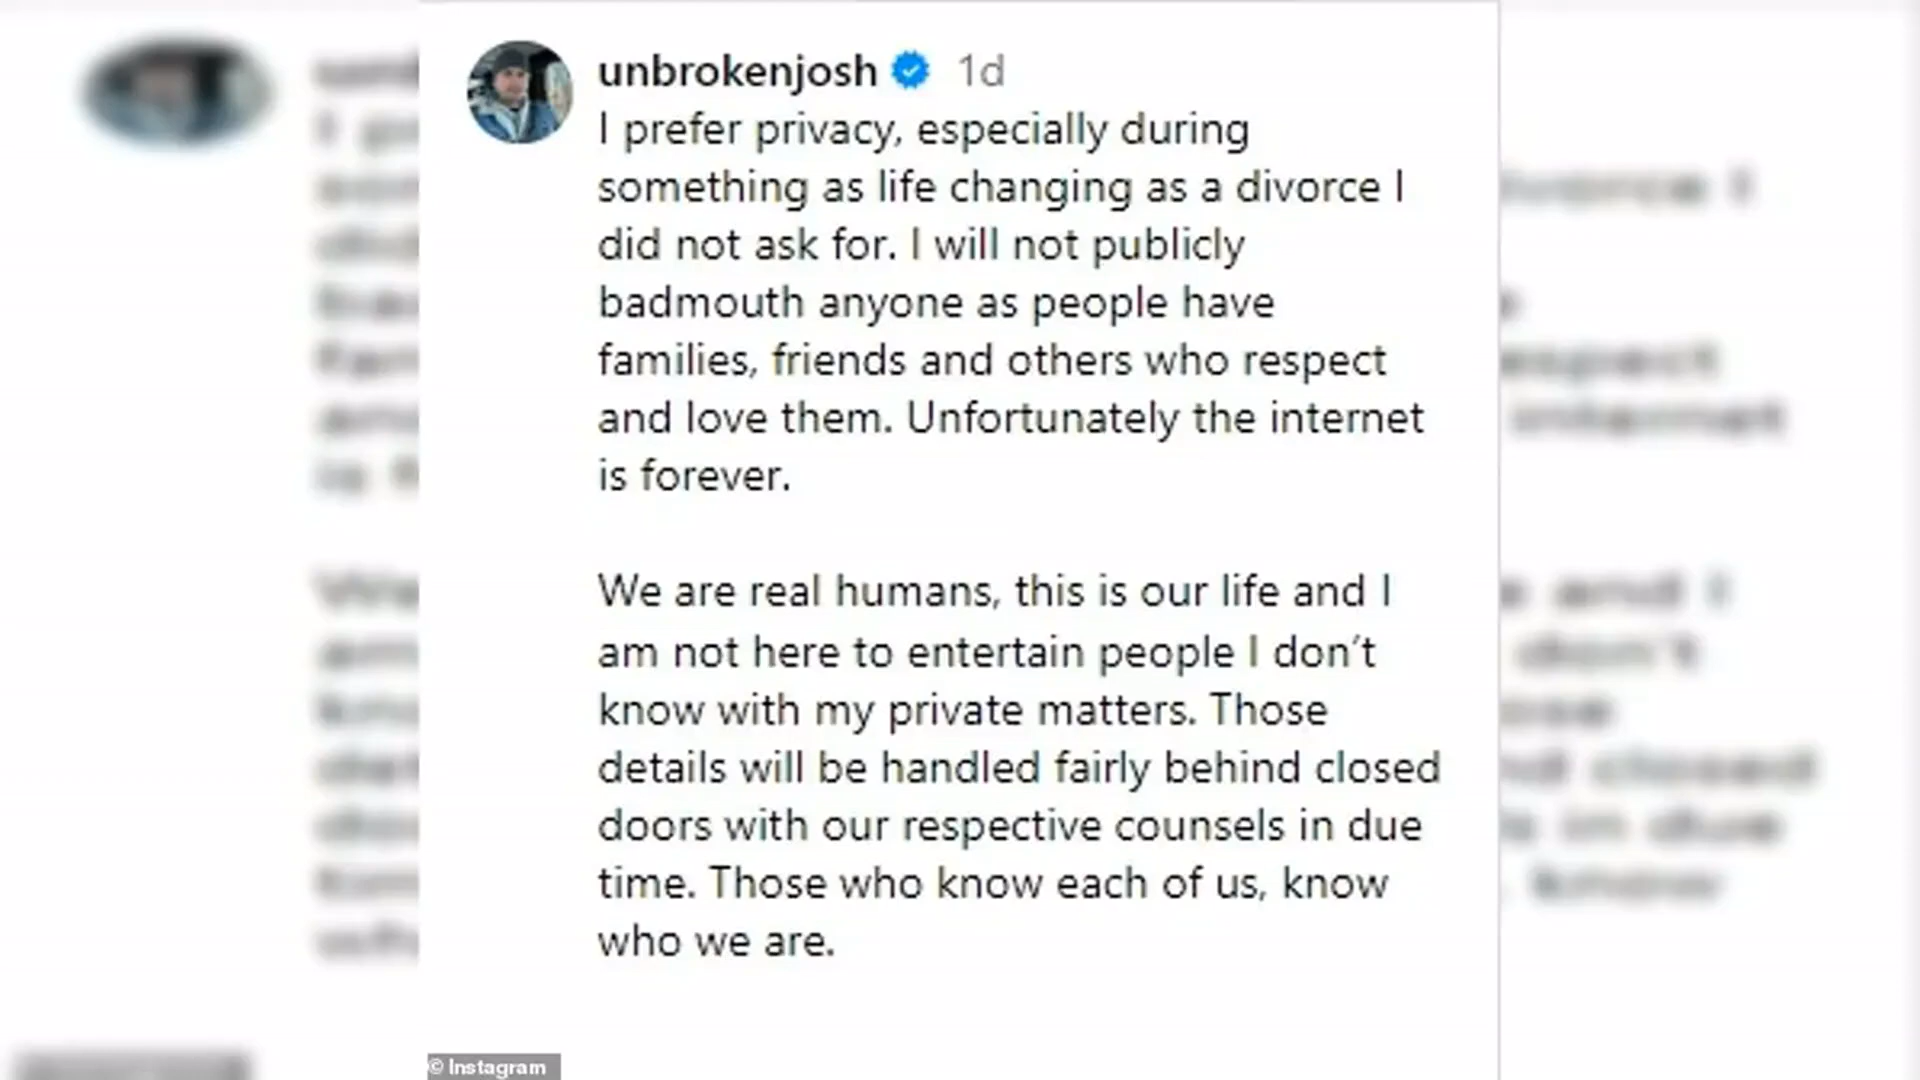 unbrokenjosh 1d
I prefer privacy, especially during
something as life changing as a divorce I
did not ask for. I will not publicly
badmouth anyone as people have
families, friends and others who respect
and love them. Unfortunately the internet
is forever.
We are real humans, this is our life and I
am not here to entertain people I don’t
know with my private matters. Those
details will be handled fairly behind closed
doors with our respective counsels in due
time. Those who know each of us, know
who we are.
© Instagram